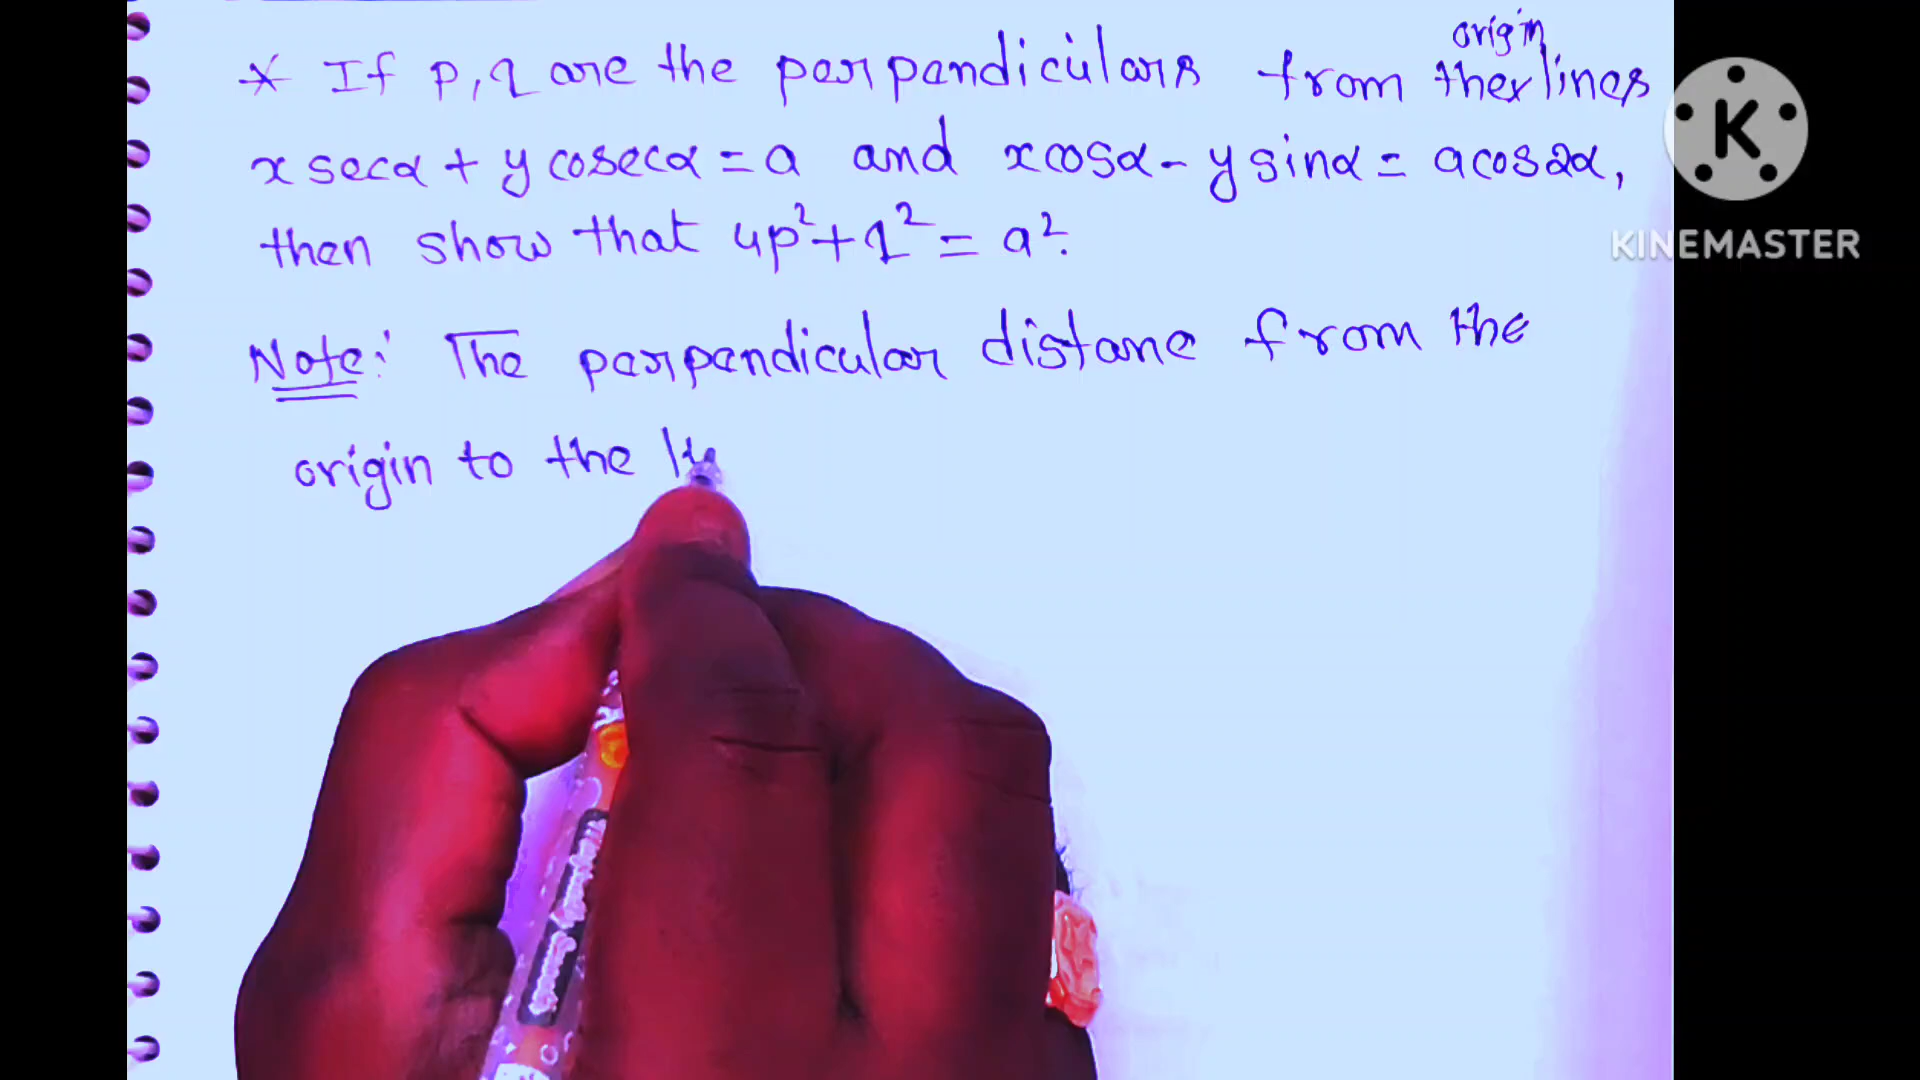 * If p,q are the perpendiculars from the origin lines
x secα + y cosecα = a and x cosα - y sinα = a cos2α,
then show that 4p²+q² = a².
Note: The perpendicular distane from the
origin to the
K
KINEMASTER